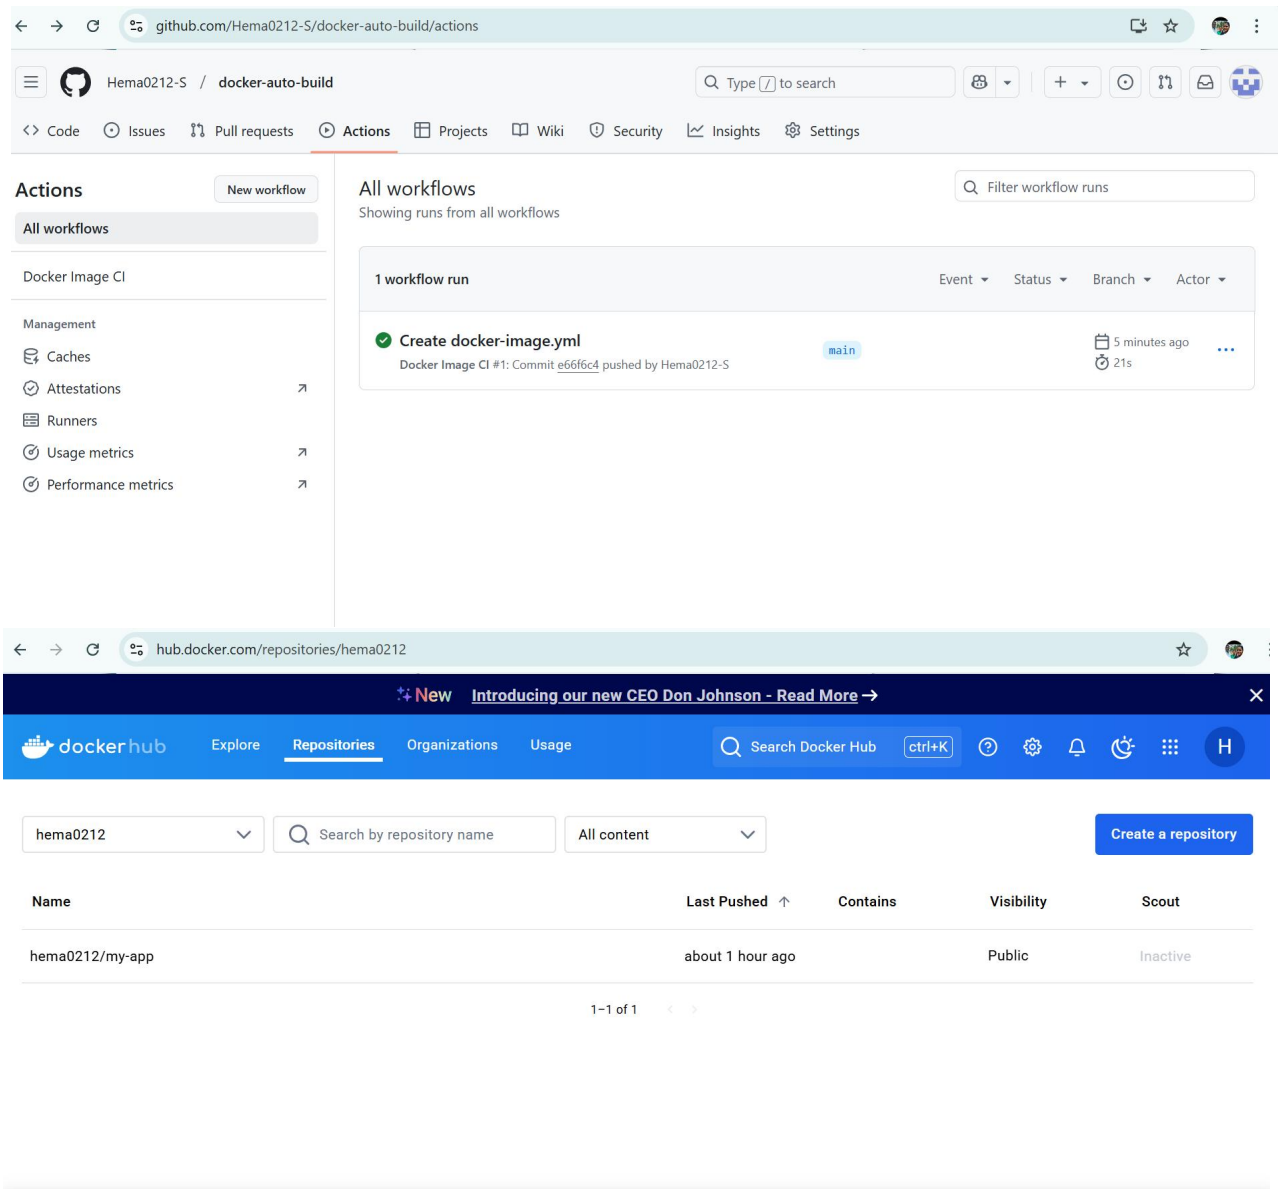 github.com/Hema0212-S/docker-auto-build/actions
Hema0212-S / docker-auto-build
Type / to search
Code Issues Pull requests Actions Projects Wiki Security Insights Settings
Actions
New workflow
All workflows
Docker Image CI
Management
Caches
Attestations
Runners
Usage metrics
Performance metrics
All workflows
Showing runs from all workflows
Filter workflow runs
1 workflow run
Event Status Branch Actor
Create docker-image.yml
Docker Image CI #1: Commit e66f6c4 pushed by Hema0212-S
main
5 minutes ago
21s
hub.docker.com/repositories/hema0212
New Introducing our new CEO Don Johnson - Read More →
dockerhub Explore Repositories Organizations Usage Search Docker Hub ctrl+K H
hema0212 Search by repository name All content Create a repository
Name Last Pushed ↑ Contains Visibility Scout
hema0212/my-app about 1 hour ago Public Inactive
1–1 of 1